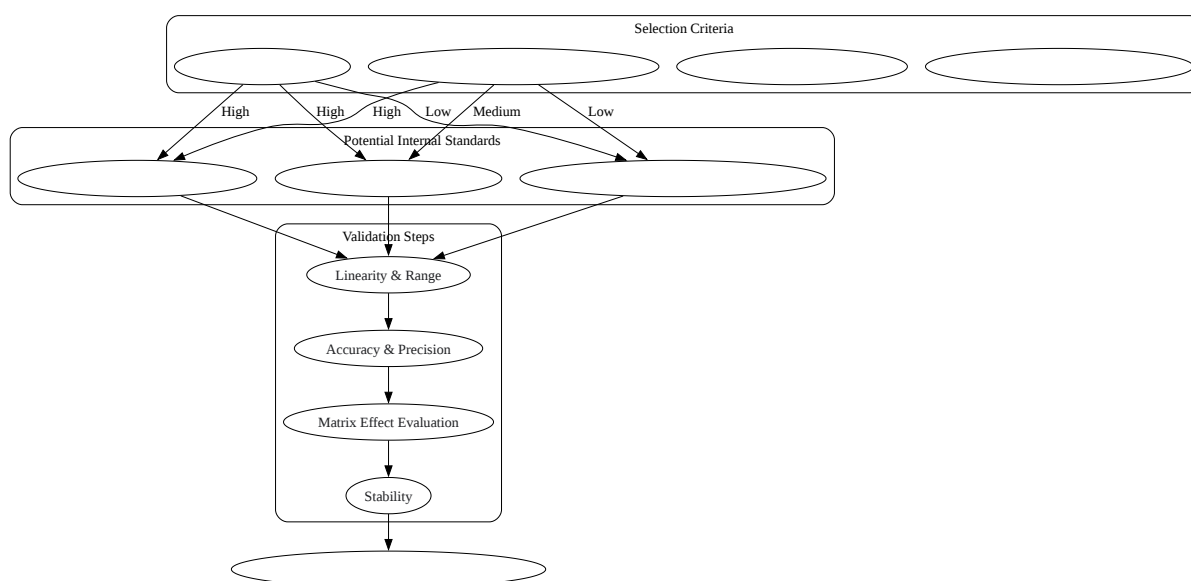 Selection Criteria
High
High
High
Low
Medium
Low
Potential Internal Standards
Validation Steps
Linearity & Range
Accuracy & Precision
Matrix Effect Evaluation
Stability